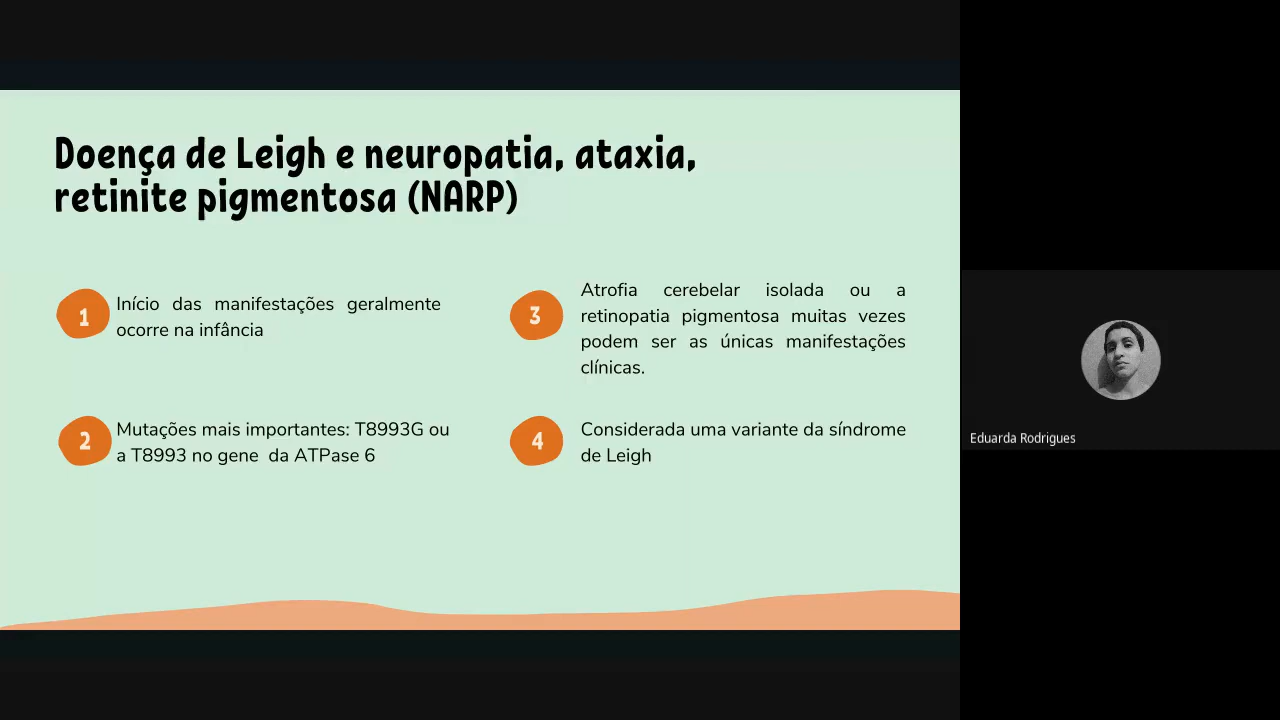 Doença de Leigh e neuropatia, ataxia,
retinite pigmentosa (NARP)
1
Início das manifestações geralmente
ocorre na infância
2
Mutações mais importantes: T8993G ou
a T8993 no gene  da ATPase 6
3
Atrofia cerebelar isolada ou a
retinopatia pigmentosa muitas vezes
podem ser as únicas manifestações
clínicas.
4
Considerada uma variante da síndrome
de Leigh
Eduarda Rodrigues